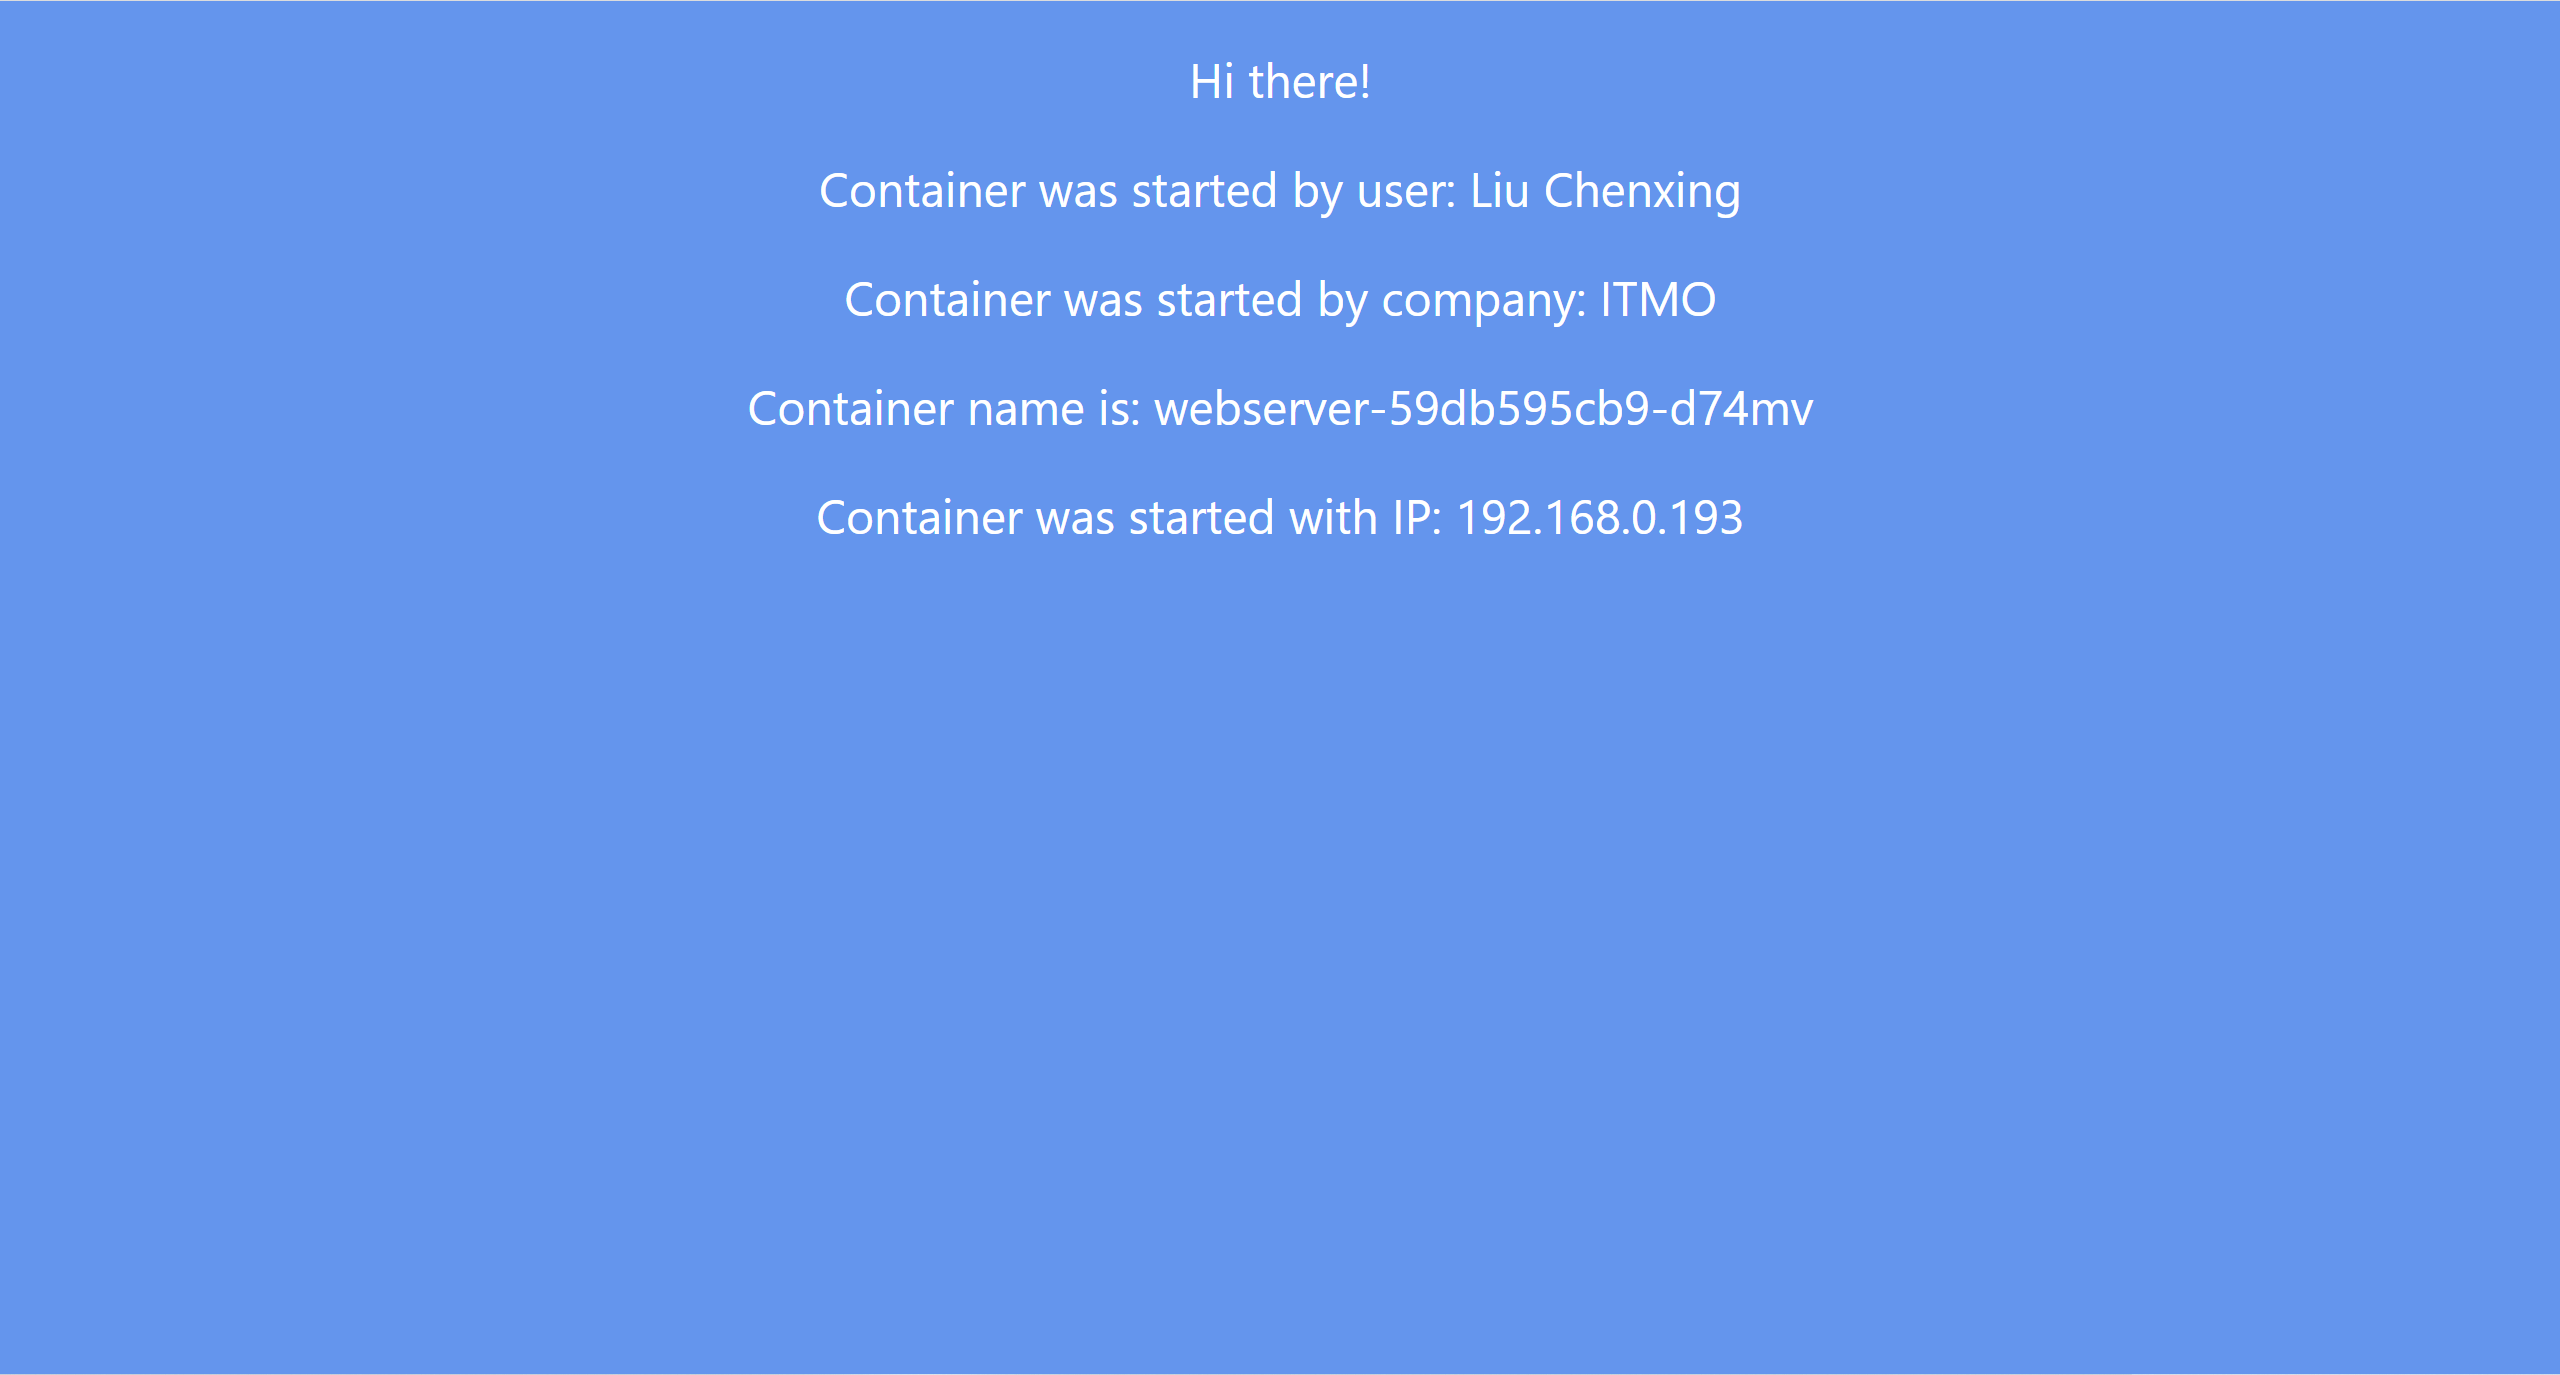 Hi there!
Container was started by user: Liu Chenxing
Container was started by company: ITMO
Container name is: webserver-59db595cb9-d74mv
Container was started with IP: 192.168.0.193